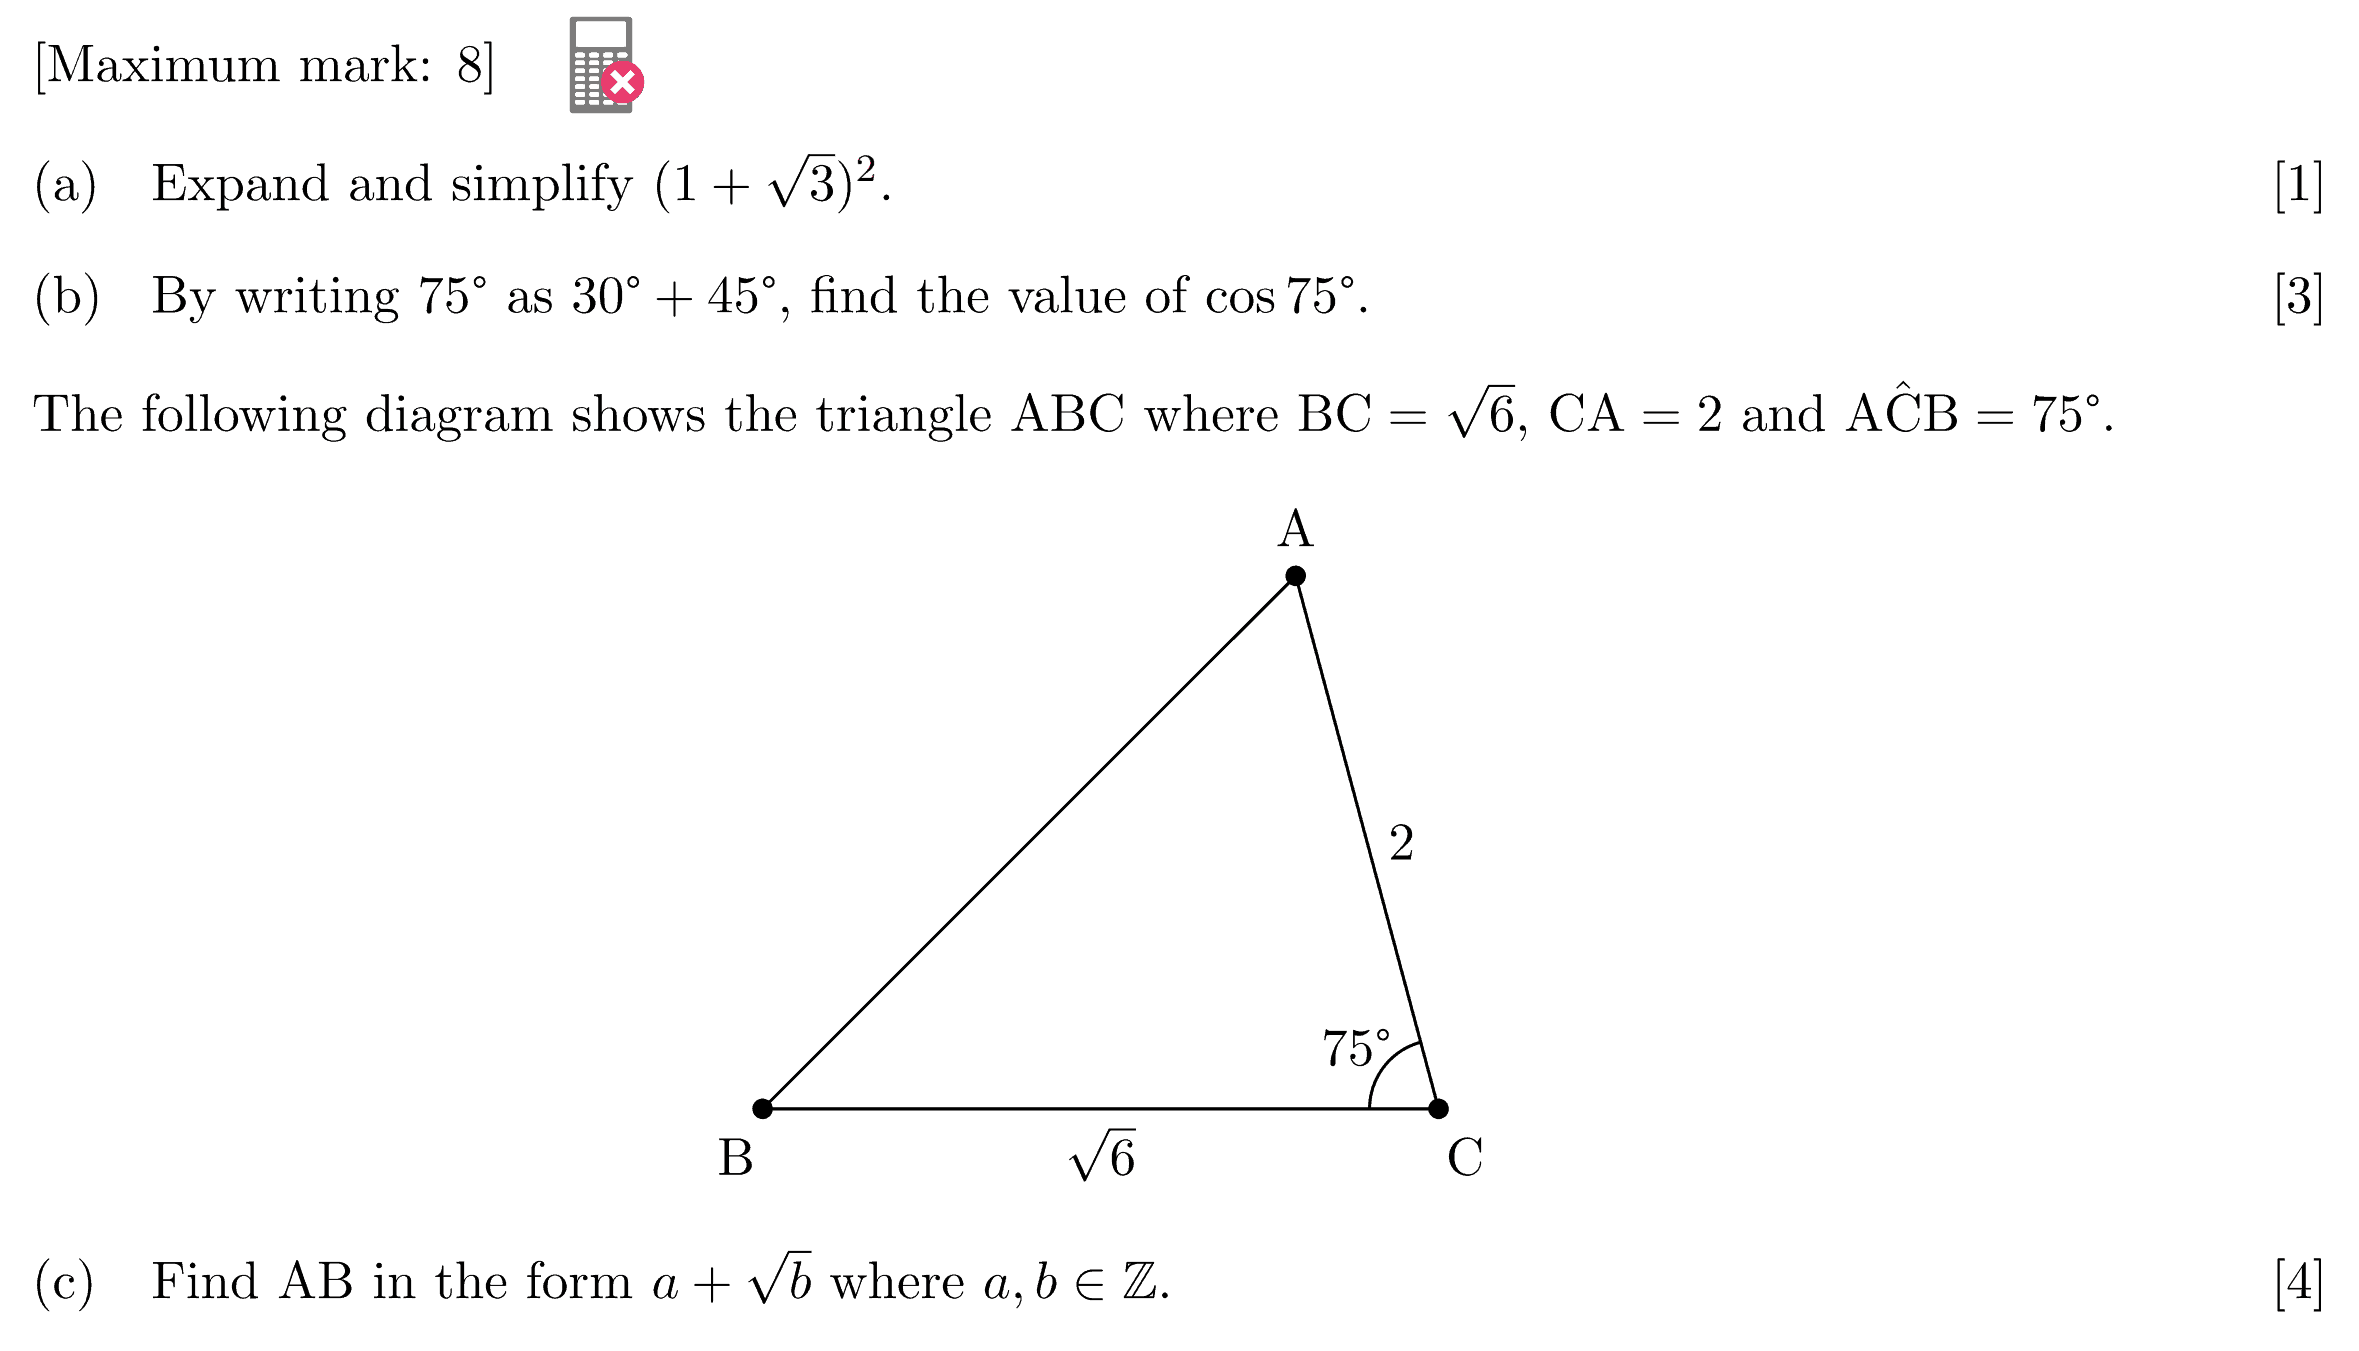 [Maximum mark: 8]
(a) Expand and simplify (1 + √3)². [1]
(b) By writing 75° as 30° + 45°, find the value of cos 75°. [3]
The following diagram shows the triangle ABC where BC = √6, CA = 2 and AĈB = 75°.
A
2
75°
B √6 C
(c) Find AB in the form a + √b where a, b ∈ ℤ. [4]